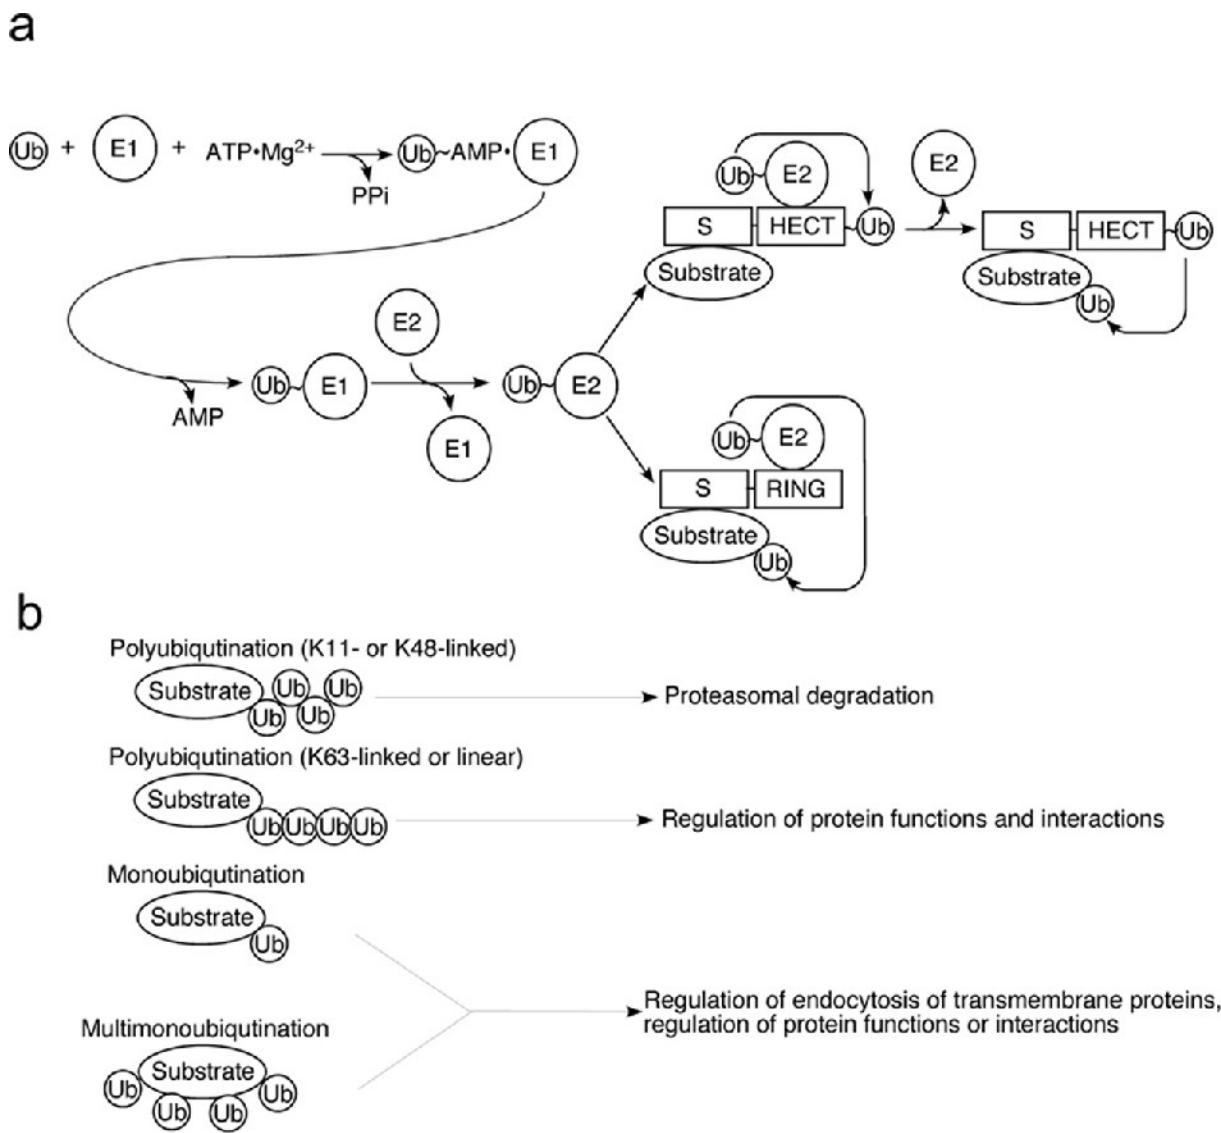 a
Ub + E1 + ATP•Mg²⁺ Ub~AMP• E1
PPi
Ub E2
S HECT Ub
Substrate
E2
S HECT Ub
Substrate
Ub
E2
AMP
Ub E1
E1
Ub E2
Ub E2
S RING
Substrate
Ub
b
Polyubiqutination (K11- or K48-linked)
Substrate Ub Ub Ub Ub
Proteasomal degradation
Polyubiqutination (K63-linked or linear)
Substrate
Ub Ub Ub Ub
Regulation of protein functions and interactions
Monoubiqutination
Substrate
Ub
Regulation of endocytosis of transmembrane proteins,
regulation of protein functions or interactions
Multimonoubiqutination
Substrate
Ub Ub Ub Ub